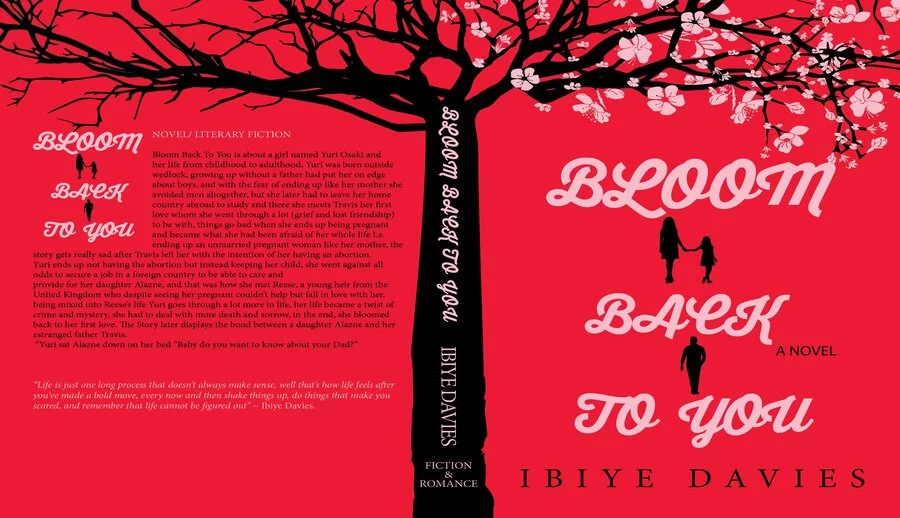 BLOOM
BACK
TO YOU
NOVEL/ LITERARY FICTION
Bloom Back To You is about a girl named Yuri Osaki and
her life from childhood to adulthood, Yuri was born outside
wedlock, growing up without a father had put her on edge
about boys, and with the fear of ending up like her mother she
avoided men altogether, but she later had to leave her home
country abroad to study and there she meets Travis her first
love whom she went through a lot (grief and lost friendship)
to be with, things go bad when she ends up being pregnant
and became what she had been afraid of her whole life I.e.
ending up an unmarried pregnant woman like her mother, the
story gets really sad after Travis left her with the intention of her having an abortion.
Yuri ends up not having the abortion but instead keeping her child, she went against all
odds to secure a job in a foreign country to be able to care and
provide for her daughter Alazne, and that was how she met Reese, a young heir from the
United Kingdom who despite seeing her pregnant couldn't help but fall in love with her,
being mixed into Reese's life Yuri goes through a lot more in life, her life became a twist of
crime and mystery, she had to deal with more death and sorrow, in the end, she bloomed
back to her first love. The Story later displays the bond between a daughter Alazne and her
estranged father Travis.
"Yuri sat Alazne down on her bed "Baby do you want to know about your Dad?"
"Life is just one long process that doesn't always make sense, well that's how life feels after
you've made a bold move, every now and then shake things up, do things that make you
scared, and remember that life cannot be figured out" ~ Ibiye Davies.
BLOOM BACK TO YOU
IBIYE DAVIES
FICTION
&
ROMANCE
BLOOM
BACK
A NOVEL
TO YOU
IBIYE DAVIES